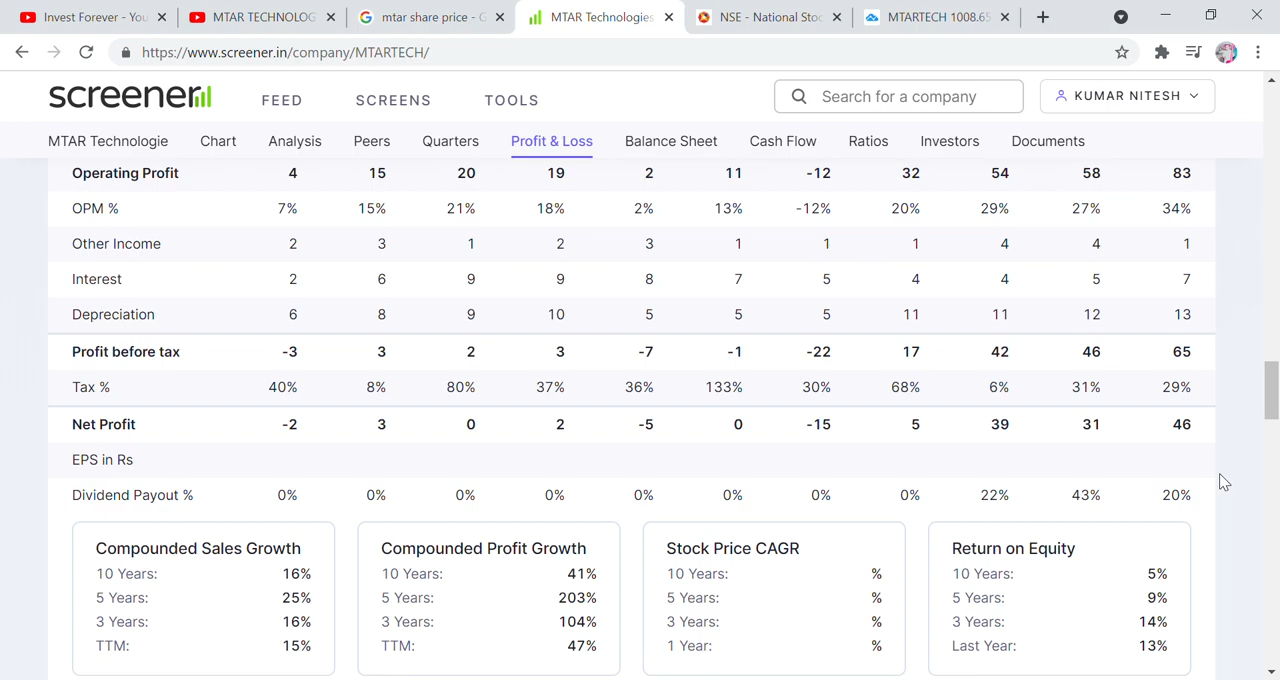 Invest Forever - You
MTAR TECHNOLOG
mtar share price - G
MTAR Technologies
NSE - National Stoc
MTARTECH 1008.65
https://www.screener.in/company/MTARTECH/
screener
FEED
SCREENS
TOOLS
Search for a company
KUMAR NITESH
MTAR Technologie Chart Analysis Peers Quarters Profit & Loss Balance Sheet Cash Flow Ratios Investors Documents
Operating Profit 4 15 20 19 2 11 -12 32 54 58 83
OPM % 7% 15% 21% 18% 2% 13% -12% 20% 29% 27% 34%
Other Income 2 3 1 2 3 1 1 1 4 4 1
Interest 2 6 9 9 8 7 5 4 4 5 7
Depreciation 6 8 9 10 5 5 5 11 11 12 13
Profit before tax -3 3 2 3 -7 -1 -22 17 42 46 65
Tax % 40% 8% 80% 37% 36% 133% 30% 68% 6% 31% 29%
Net Profit -2 3 0 2 -5 0 -15 5 39 31 46
EPS in Rs
Dividend Payout % 0% 0% 0% 0% 0% 0% 0% 0% 22% 43% 20%
Compounded Sales Growth
10 Years: 16%
5 Years: 25%
3 Years: 16%
TTM: 15%
Compounded Profit Growth
10 Years: 41%
5 Years: 203%
3 Years: 104%
TTM: 47%
Stock Price CAGR
10 Years: %
5 Years: %
3 Years: %
1 Year: %
Return on Equity
10 Years: 5%
5 Years: 9%
3 Years: 14%
Last Year: 13%